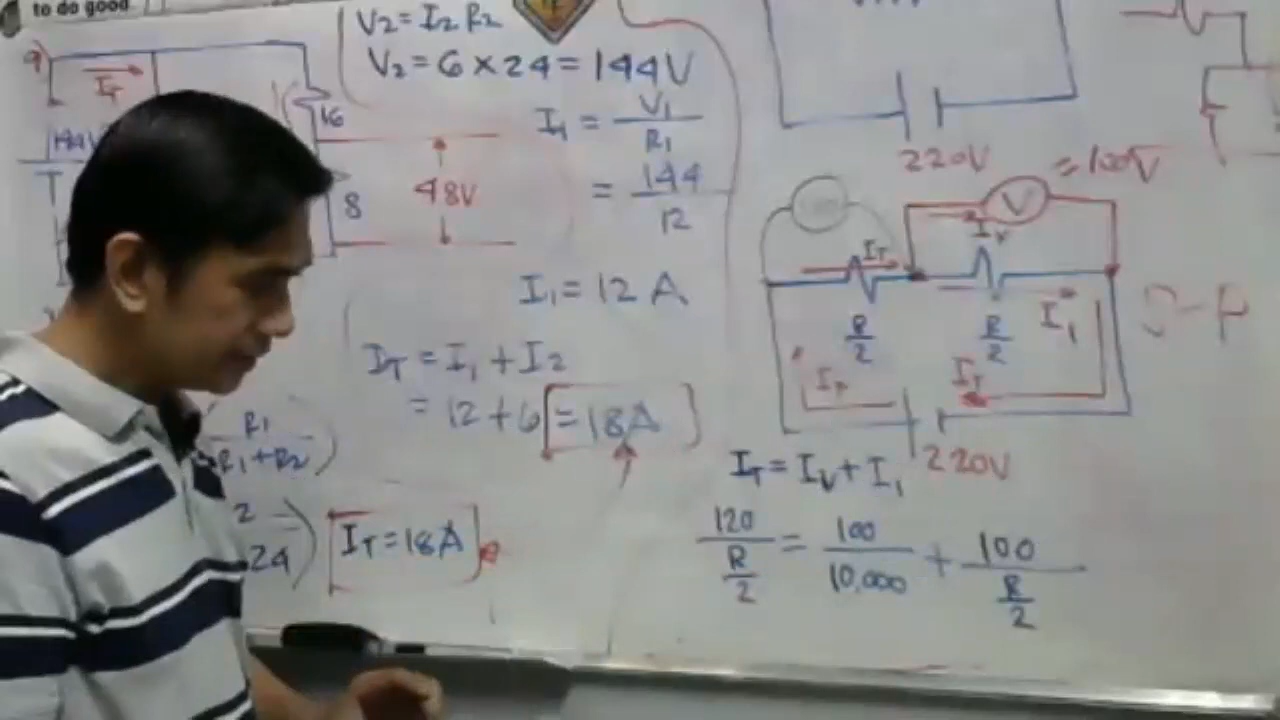 to do good
V2 = I2 R2
V2 = 6 × 24 = 144V
I1 = V1/R1
= 144/12
I1 = 12 A
IT = I1 + I2
= 12 + 6 = 18A
IT
16
8
48V
R1
R1+R2
2
24
IT = 18A
220V
V = 100V
IV
IT
R/2
R/2
I1
IT
IT
220V
IT = IV + I1
120/(R/2) = 100/10,000 + 100/(R/2)